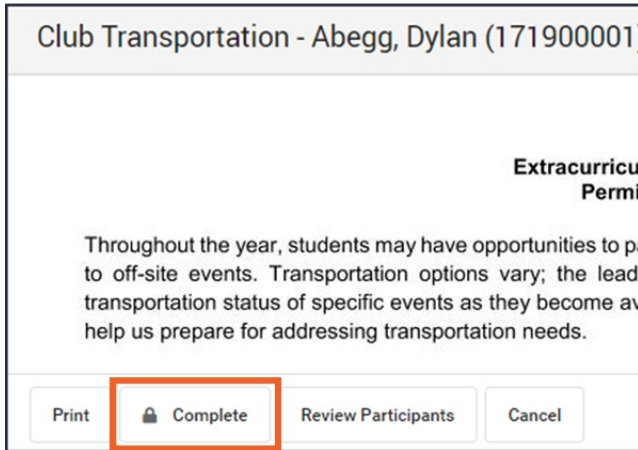 Club Transportation - Abegg, Dylan (171900001)
Extracurricu
Permi
Throughout the year, students may have opportunities to pa
to off-site events. Transportation options vary; the lead
transportation status of specific events as they become av
help us prepare for addressing transportation needs.
Print Complete Review Participants Cancel